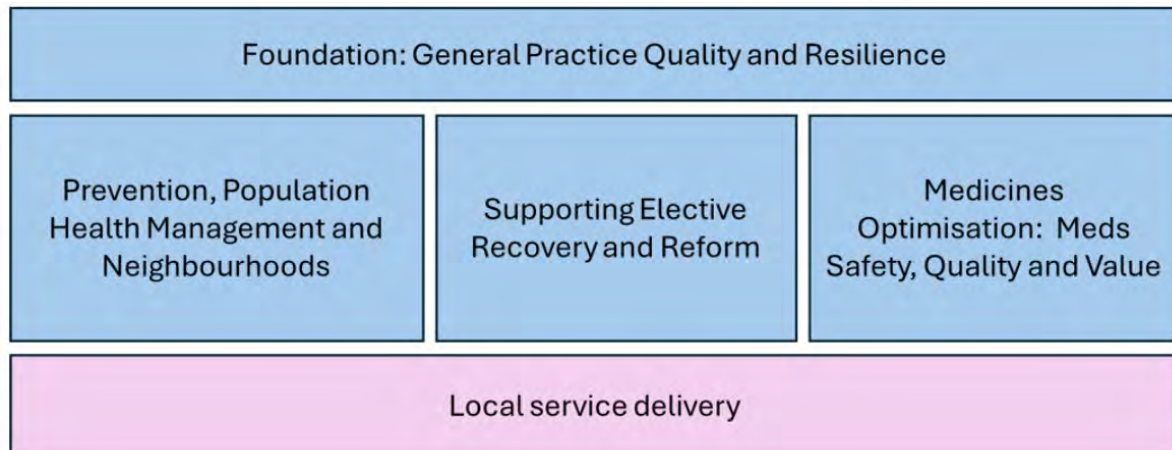 Foundation: General Practice Quality and Resilience
Prevention, Population
Health Management and
Neighbourhoods
Supporting Elective
Recovery and Reform
Medicines
Optimisation: Meds
Safety, Quality and Value
Local service delivery